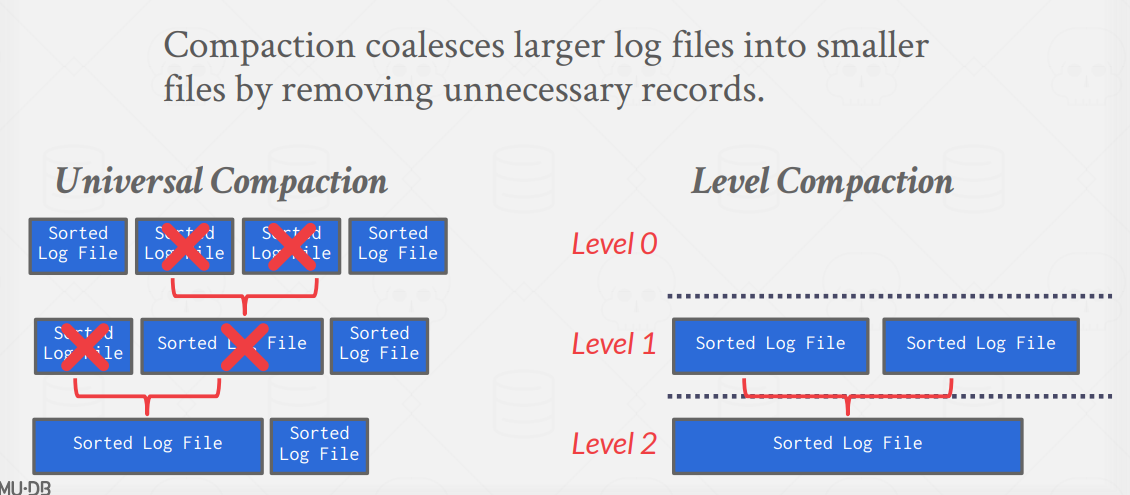 Compaction coalesces larger log files into smaller
files by removing unnecessary records.
Universal Compaction
Sorted
Log File
Sorted
Log File
Sorted
Log File
Sorted
Log File
Sorted
Log File
Sorted Log File
Sorted
Log File
Sorted Log File
Sorted
Log File
Level Compaction
Level 0
Level 1
Sorted Log File
Sorted Log File
Level 2
Sorted Log File
MU·DB